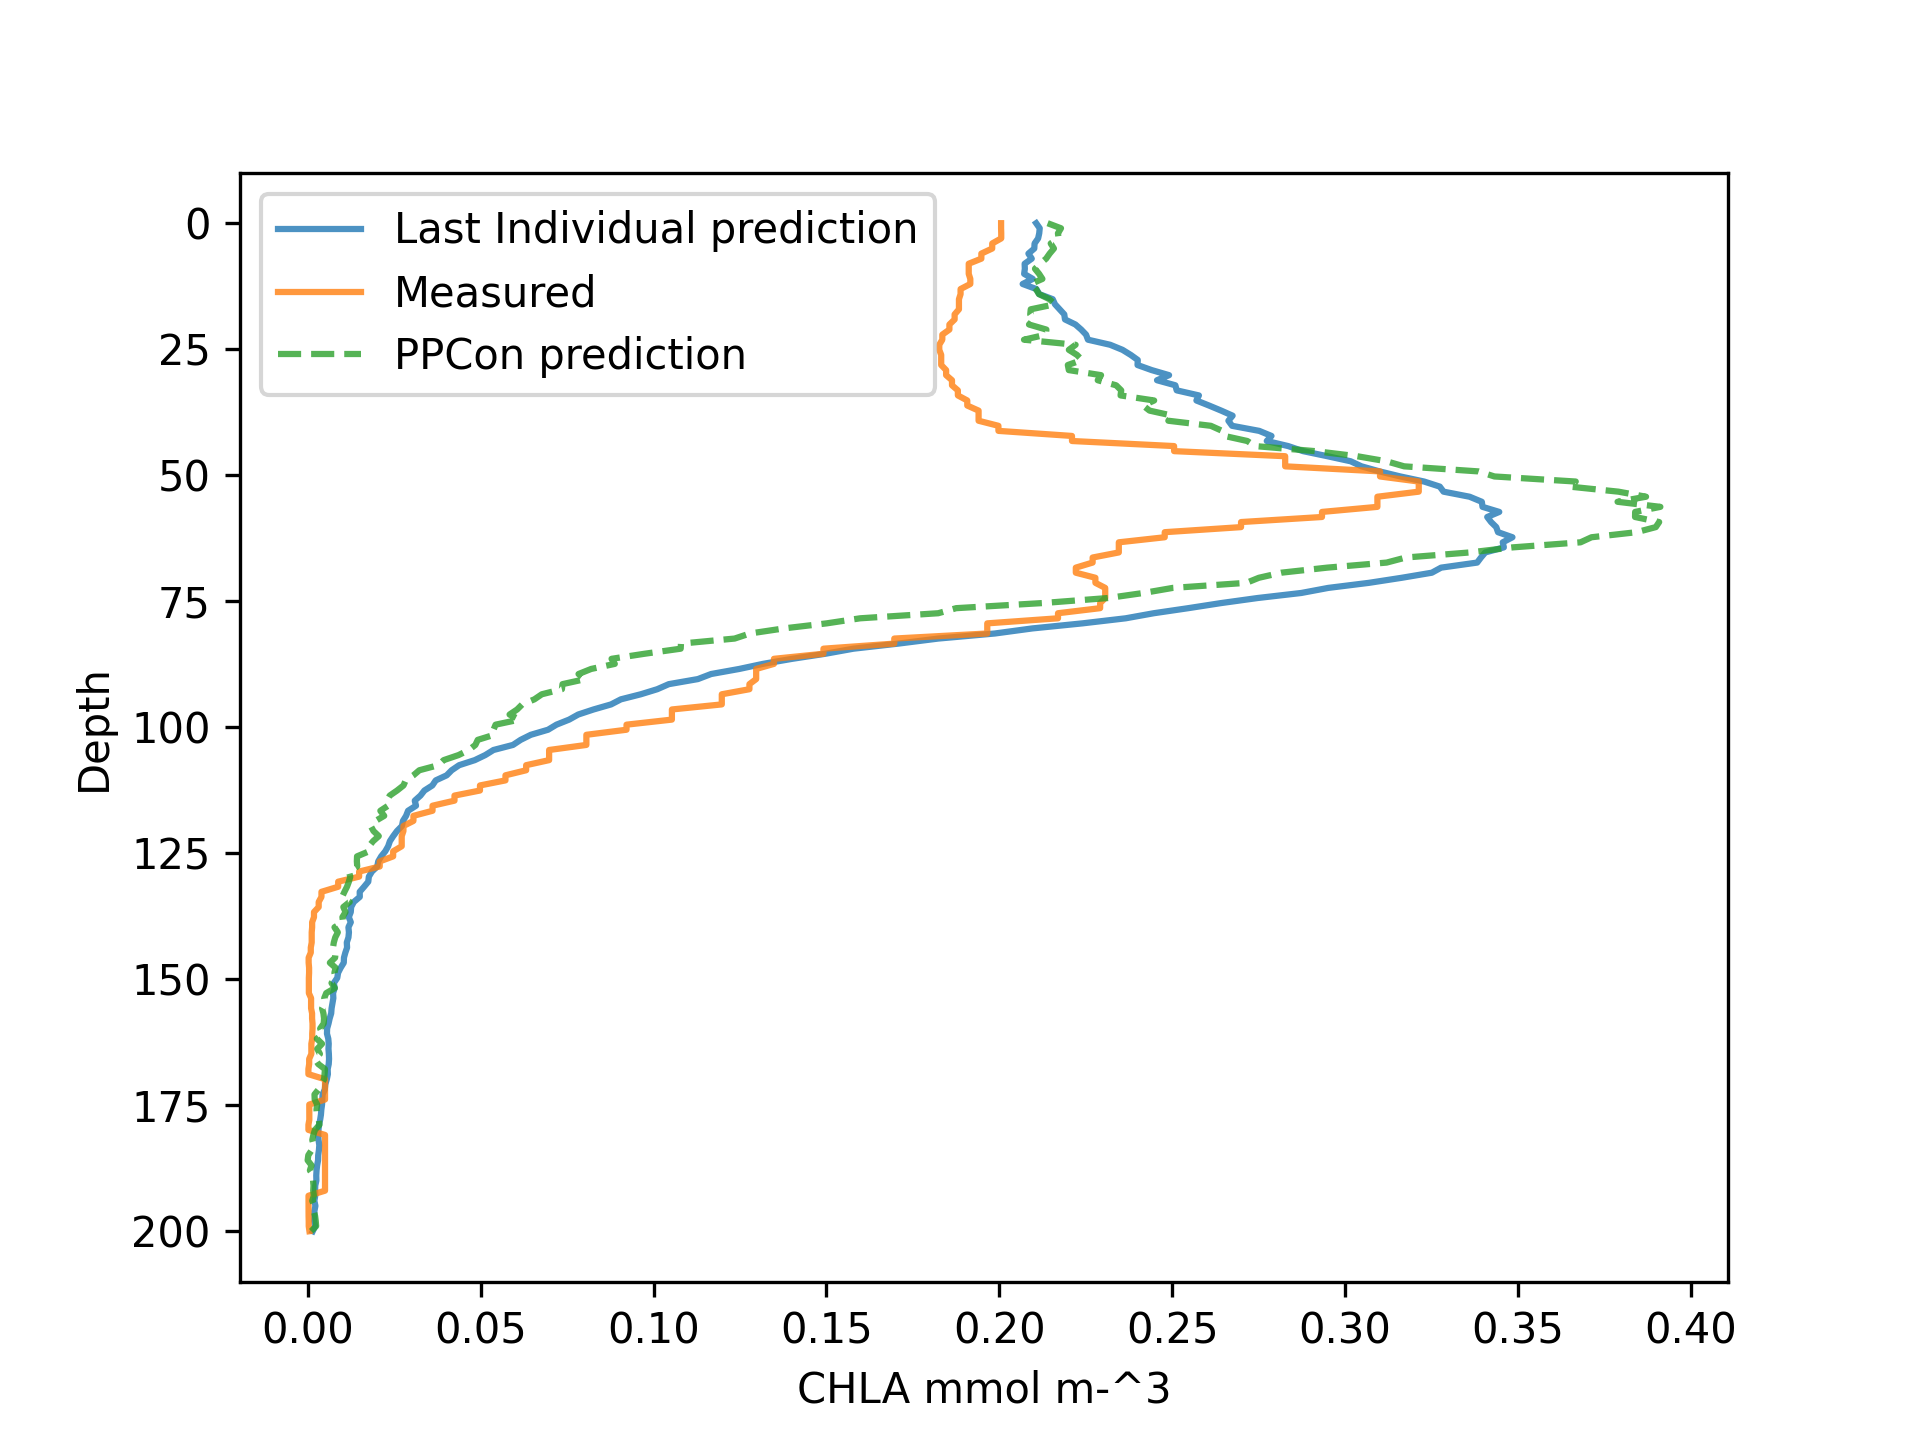 Last Individual prediction
Measured
PPCon prediction
0
25
50
75
100
125
150
175
200
Depth
0.00 0.05 0.10 0.15 0.20 0.25 0.30 0.35 0.40
CHLA mmol m-^3